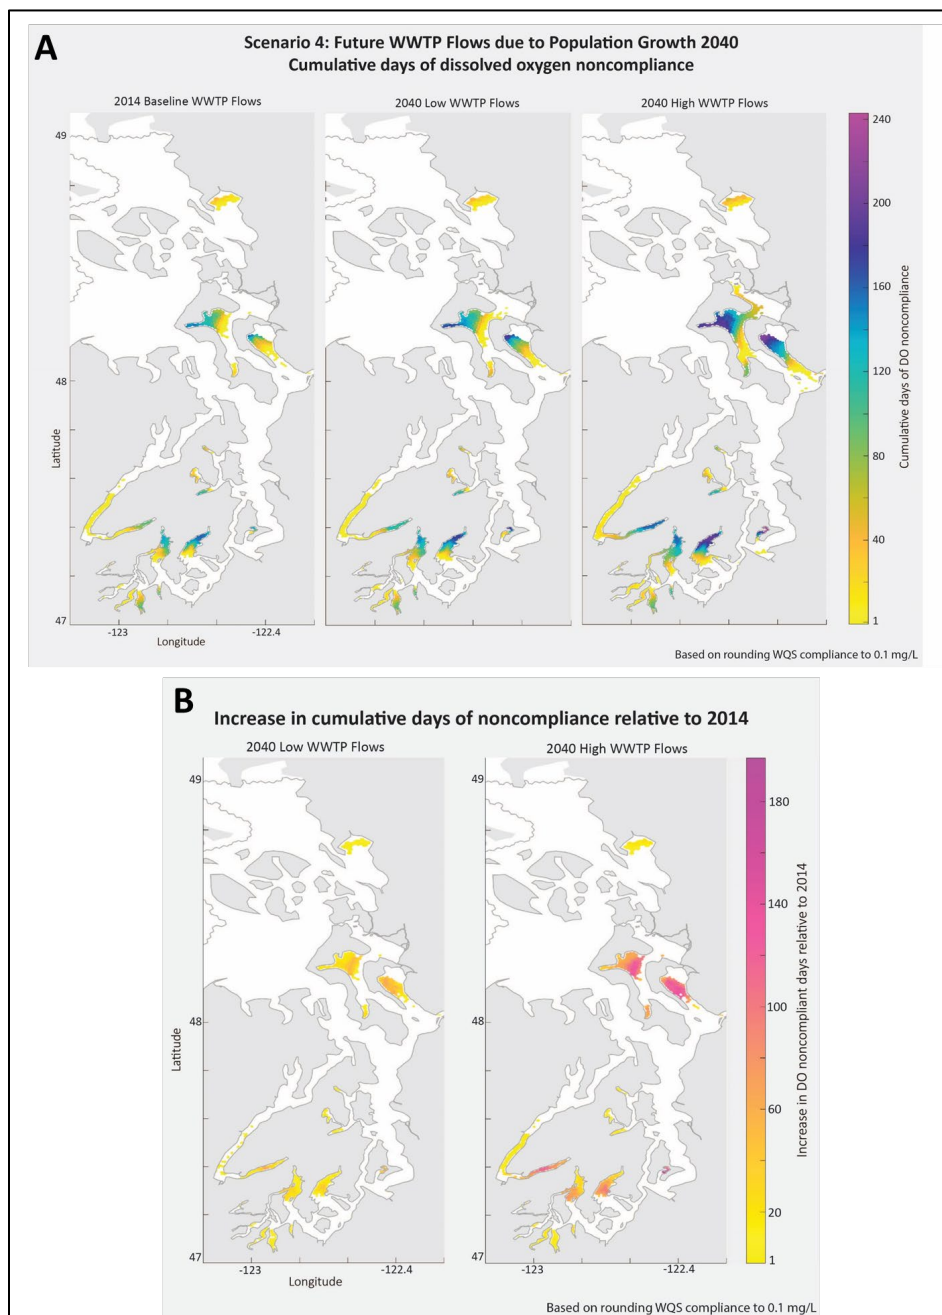 A
Scenario 4: Future WWTP Flows due to Population Growth 2040
Cumulative days of dissolved oxygen noncompliance
2014 Baseline WWTP Flows
2040 Low WWTP Flows
2040 High WWTP Flows
49
48
47
Latitude
-123
-122.4
Longitude
240
200
160
120
80
40
1
Cumulative days of DO noncompliance
Based on rounding WQS compliance to 0.1 mg/L
B
Increase in cumulative days of noncompliance relative to 2014
2040 Low WWTP Flows
2040 High WWTP Flows
49
48
47
Latitude
-123
-122.4
Longitude
-123
-122.4
180
140
100
60
20
1
Increase in DO noncompliant days relative to 2014
Based on rounding WQS compliance to 0.1 mg/L